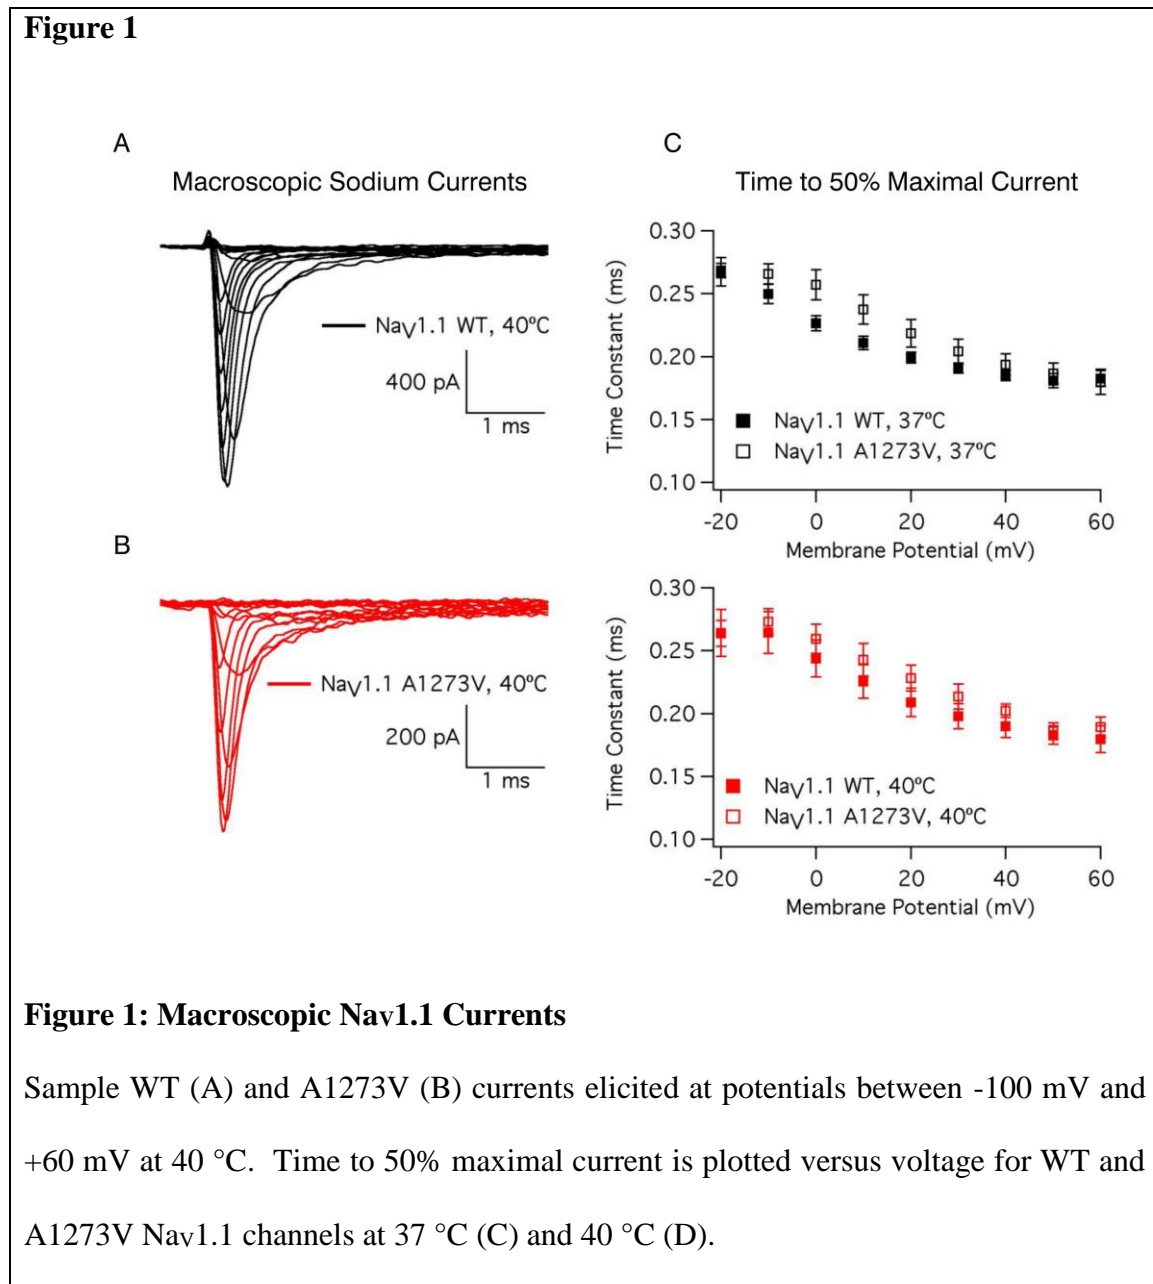 Figure 1
A
Macroscopic Sodium Currents
NaV1.1 WT, 40ºC
400 pA
1 ms
B
NaV1.1 A1273V, 40ºC
200 pA
1 ms
C
Time to 50% Maximal Current
Time Constant (ms)
0.30
0.25
0.20
0.15
0.10
NaV1.1 WT, 37ºC
NaV1.1 A1273V, 37ºC
-20 0 20 40 60
Membrane Potential (mV)
Time Constant (ms)
0.30
0.25
0.20
0.15
0.10
NaV1.1 WT, 40ºC
NaV1.1 A1273V, 40ºC
-20 0 20 40 60
Membrane Potential (mV)
Figure 1: Macroscopic Nav1.1 Currents
Sample WT (A) and A1273V (B) currents elicited at potentials between -100 mV and
+60 mV at 40 °C. Time to 50% maximal current is plotted versus voltage for WT and
A1273V Nav1.1 channels at 37 °C (C) and 40 °C (D).